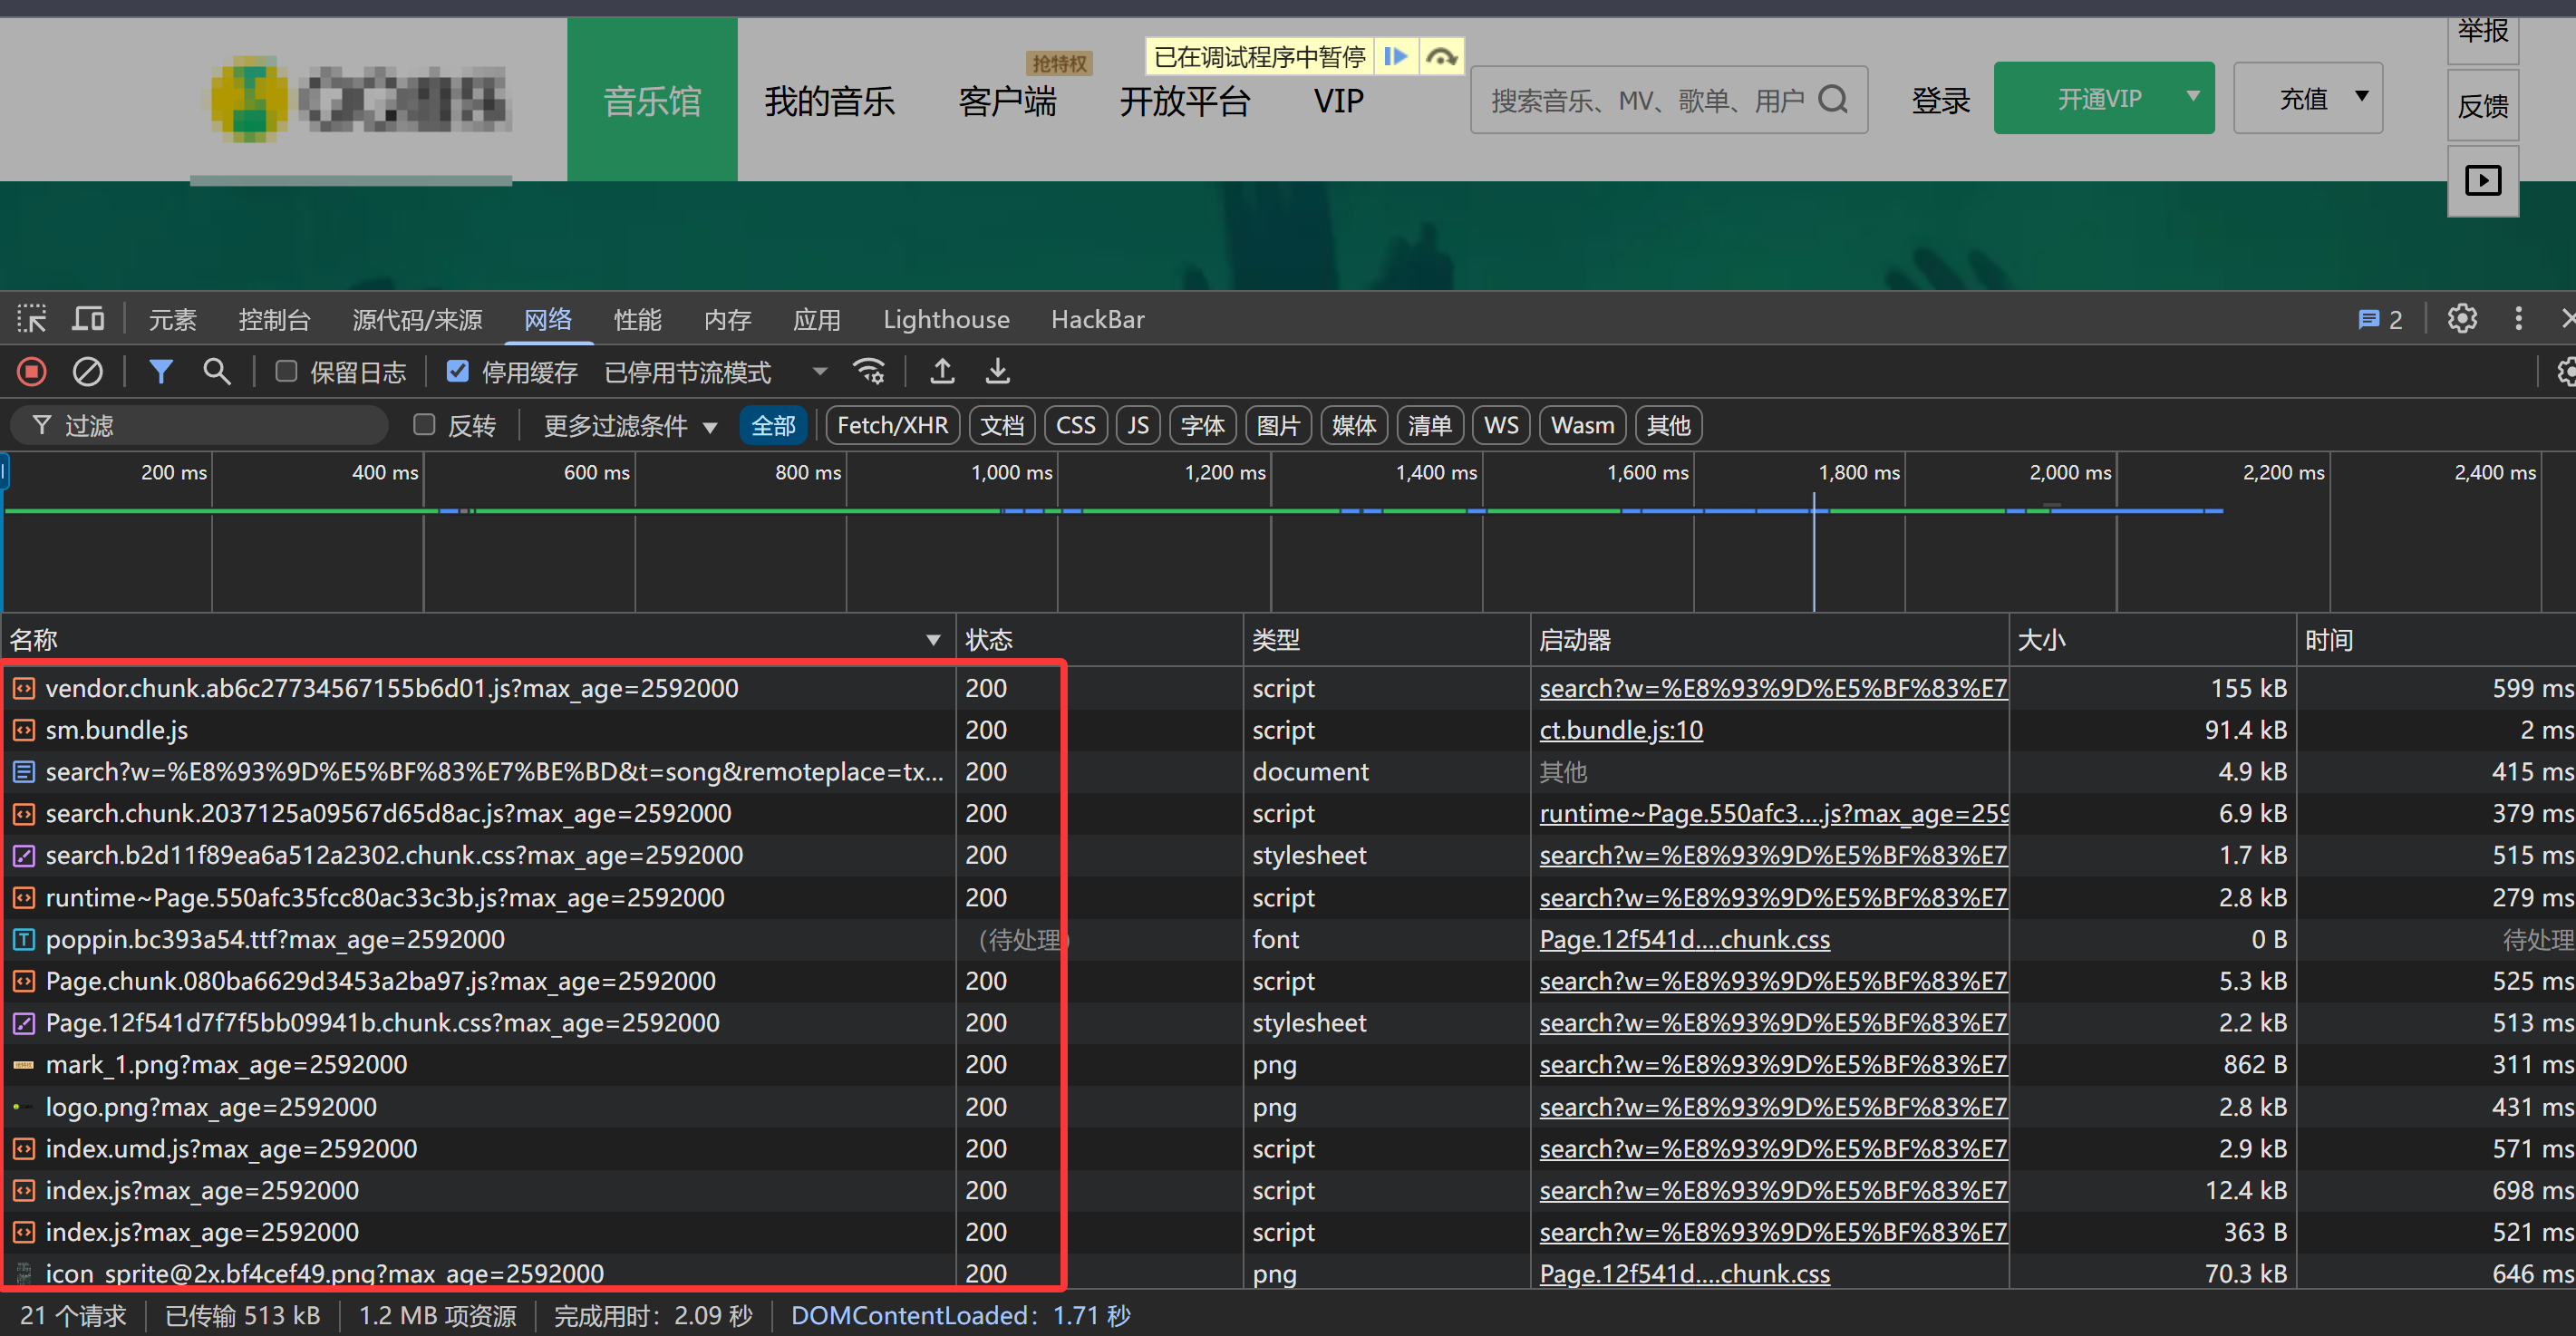 举报
抢特权
已在调试程序中暂停
音乐馆 我的音乐 客户端 开放平台 VIP 搜索音乐、MV、歌单、用户 登录 开通VIP 充值
反馈
元素 控制台 源代码/来源 网络 性能 内存 应用 Lighthouse HackBar 2
保留日志 停用缓存 已停用节流模式
过滤 反转 更多过滤条件 全部 Fetch/XHR 文档 CSS JS 字体 图片 媒体 清单 WS Wasm 其他
200 ms 400 ms 600 ms 800 ms 1,000 ms 1,200 ms 1,400 ms 1,600 ms 1,800 ms 2,000 ms 2,200 ms 2,400 ms
名称 状态 类型 启动器 大小 时间
vendor.chunk.ab6c27734567155b6d01.js?max_age=2592000 200 script search?w=%E8%93%9D%E5%BF%83%E7 155 kB 599 ms
sm.bundle.js 200 script ct.bundle.js:10 91.4 kB 2 ms
search?w=%E8%93%9D%E5%BF%83%E7%BE%BD&t=song&remoteplace=tx... 200 document 其他 4.9 kB 415 ms
search.chunk.2037125a09567d65d8ac.js?max_age=2592000 200 script runtime~Page.550afc3....js?max_age=259 6.9 kB 379 ms
search.b2d11f89ea6a512a2302.chunk.css?max_age=2592000 200 stylesheet search?w=%E8%93%9D%E5%BF%83%E7 1.7 kB 515 ms
runtime~Page.550afc35fcc80ac33c3b.js?max_age=2592000 200 script search?w=%E8%93%9D%E5%BF%83%E7 2.8 kB 279 ms
poppin.bc393a54.ttf?max_age=2592000 （待处理） font Page.12f541d....chunk.css 0 B 待处理
Page.chunk.080ba6629d3453a2ba97.js?max_age=2592000 200 script search?w=%E8%93%9D%E5%BF%83%E7 5.3 kB 525 ms
Page.12f541d7f7f5bb09941b.chunk.css?max_age=2592000 200 stylesheet search?w=%E8%93%9D%E5%BF%83%E7 2.2 kB 513 ms
mark_1.png?max_age=2592000 200 png search?w=%E8%93%9D%E5%BF%83%E7 862 B 311 ms
logo.png?max_age=2592000 200 png search?w=%E8%93%9D%E5%BF%83%E7 2.8 kB 431 ms
index.umd.js?max_age=2592000 200 script search?w=%E8%93%9D%E5%BF%83%E7 2.9 kB 571 ms
index.js?max_age=2592000 200 script search?w=%E8%93%9D%E5%BF%83%E7 12.4 kB 698 ms
index.js?max_age=2592000 200 script search?w=%E8%93%9D%E5%BF%83%E7 363 B 521 ms
icon_sprite@2x.bf4cef49.png?max_age=2592000 200 png Page.12f541d....chunk.css 70.3 kB 646 ms
21 个请求 已传输 513 kB 1.2 MB 项资源 完成用时：2.09 秒 DOMContentLoaded：1.71 秒